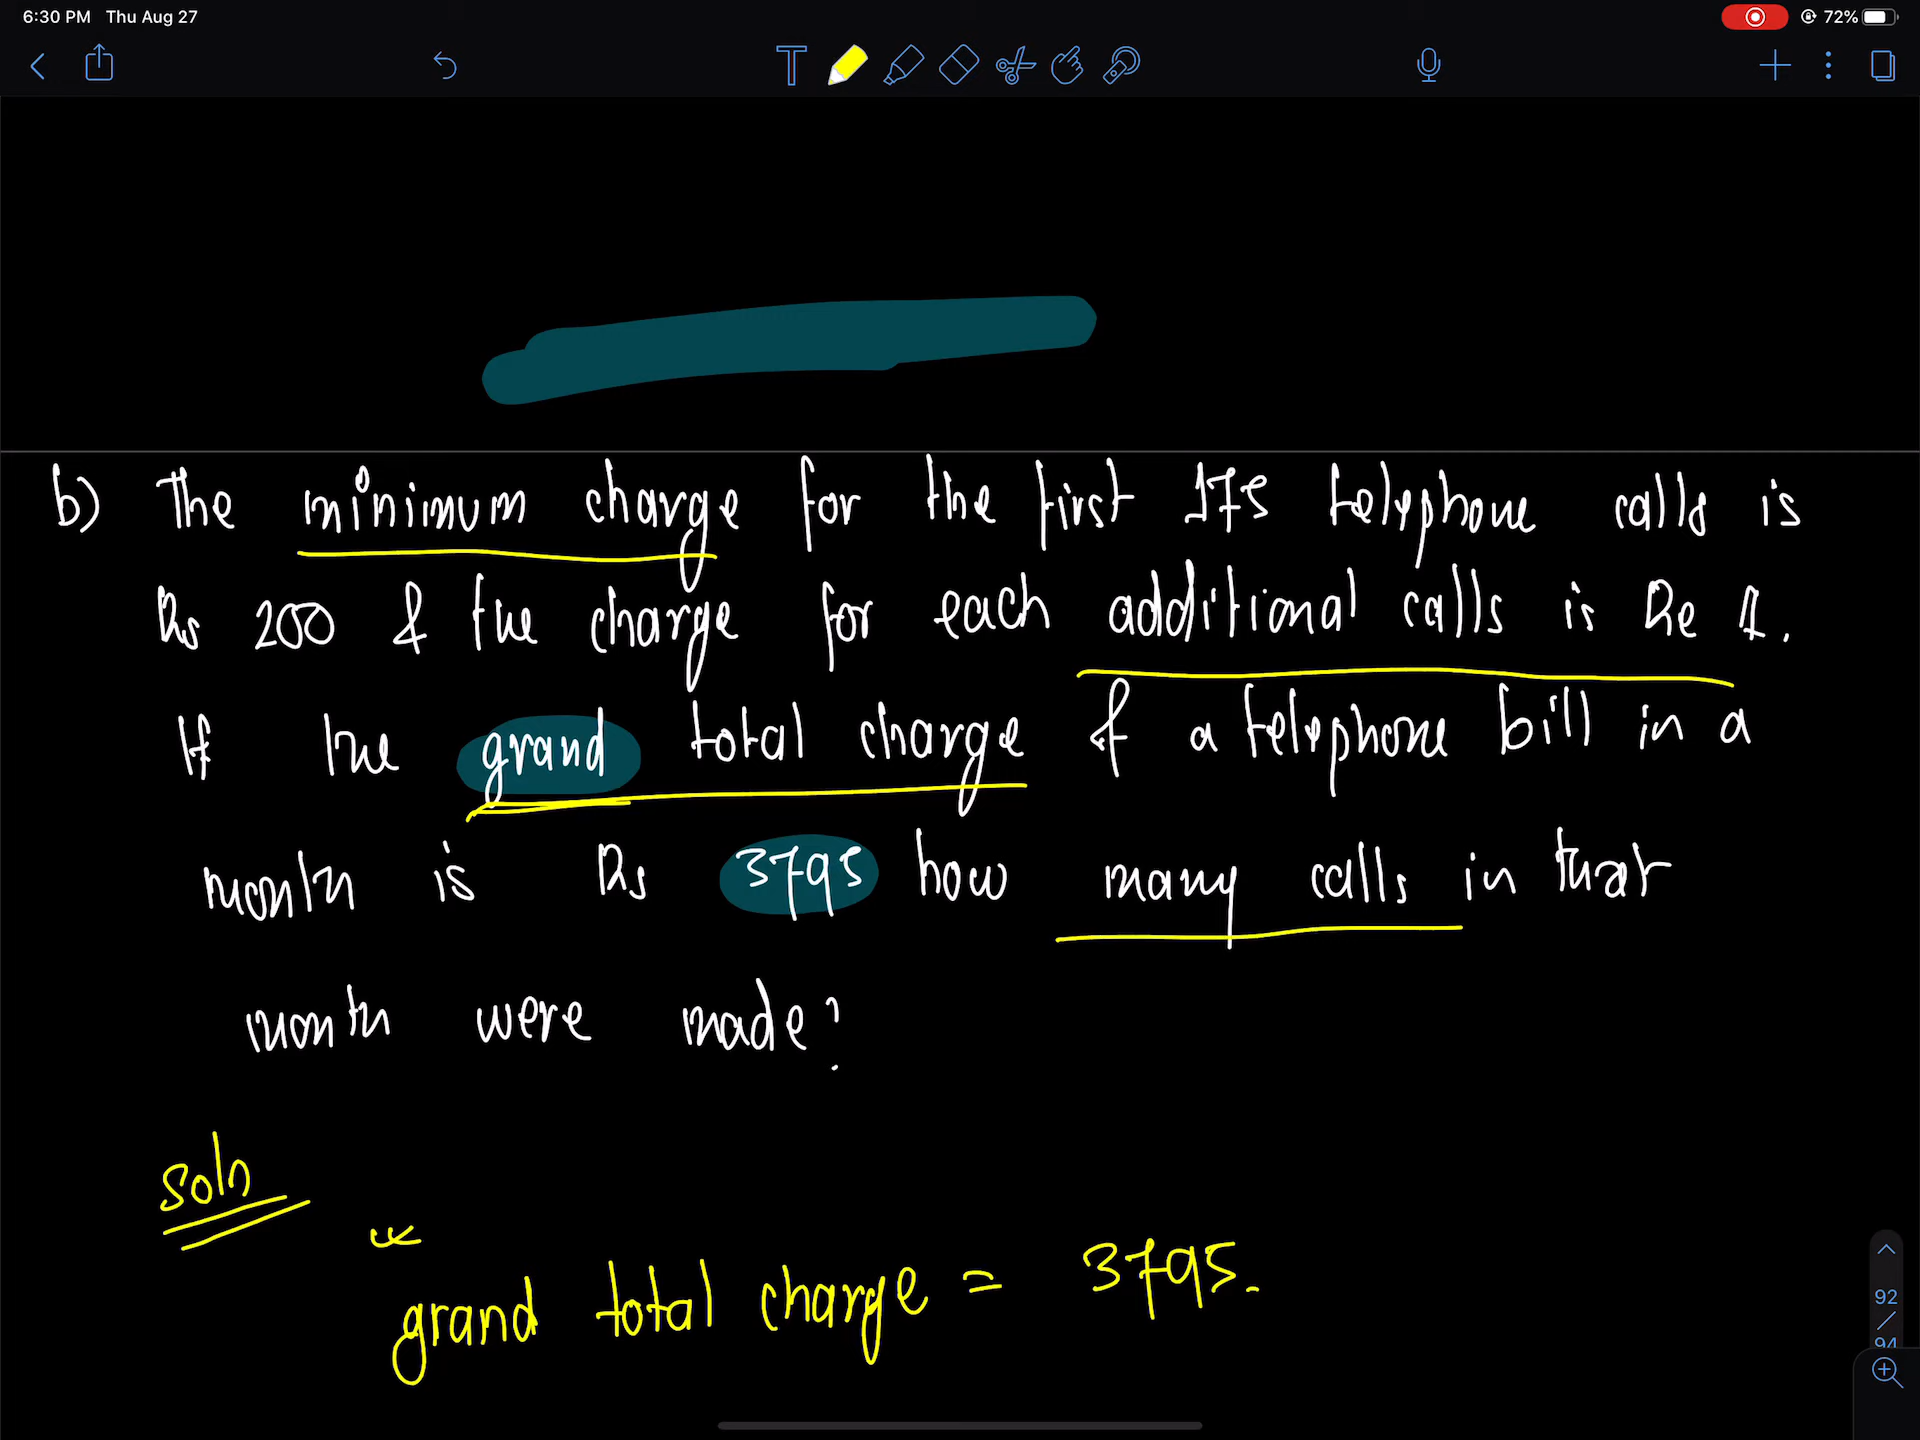 6:30 PM Thu Aug 27
72%
T
b) The minimum charge for the first 175 telephone calls is
Rs 200 & the charge for each additional calls is Re 1.
If the grand total charge of a telephone bill in a
month is Rs 3795 how many calls in that
month were made?
soln
grand total charge = 3795.
92
/
94